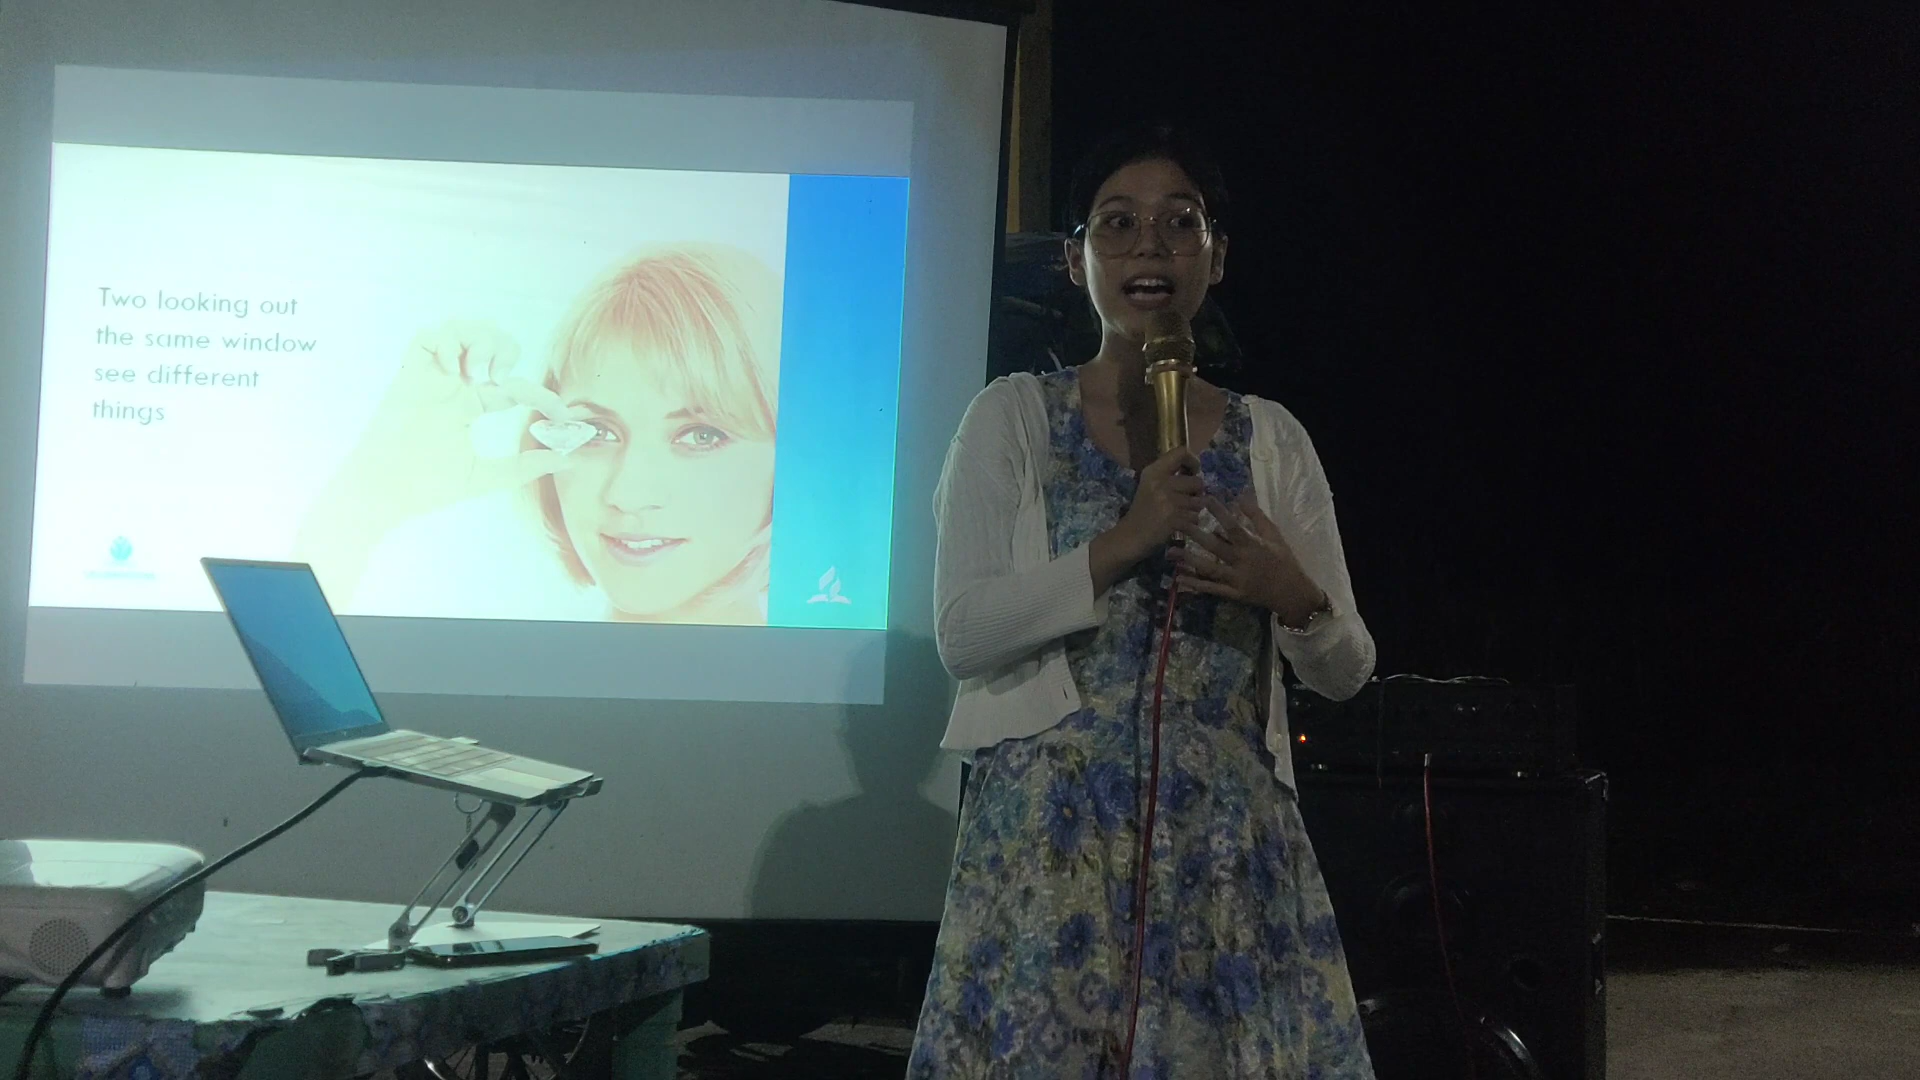 Two looking out
the same window
see different
things